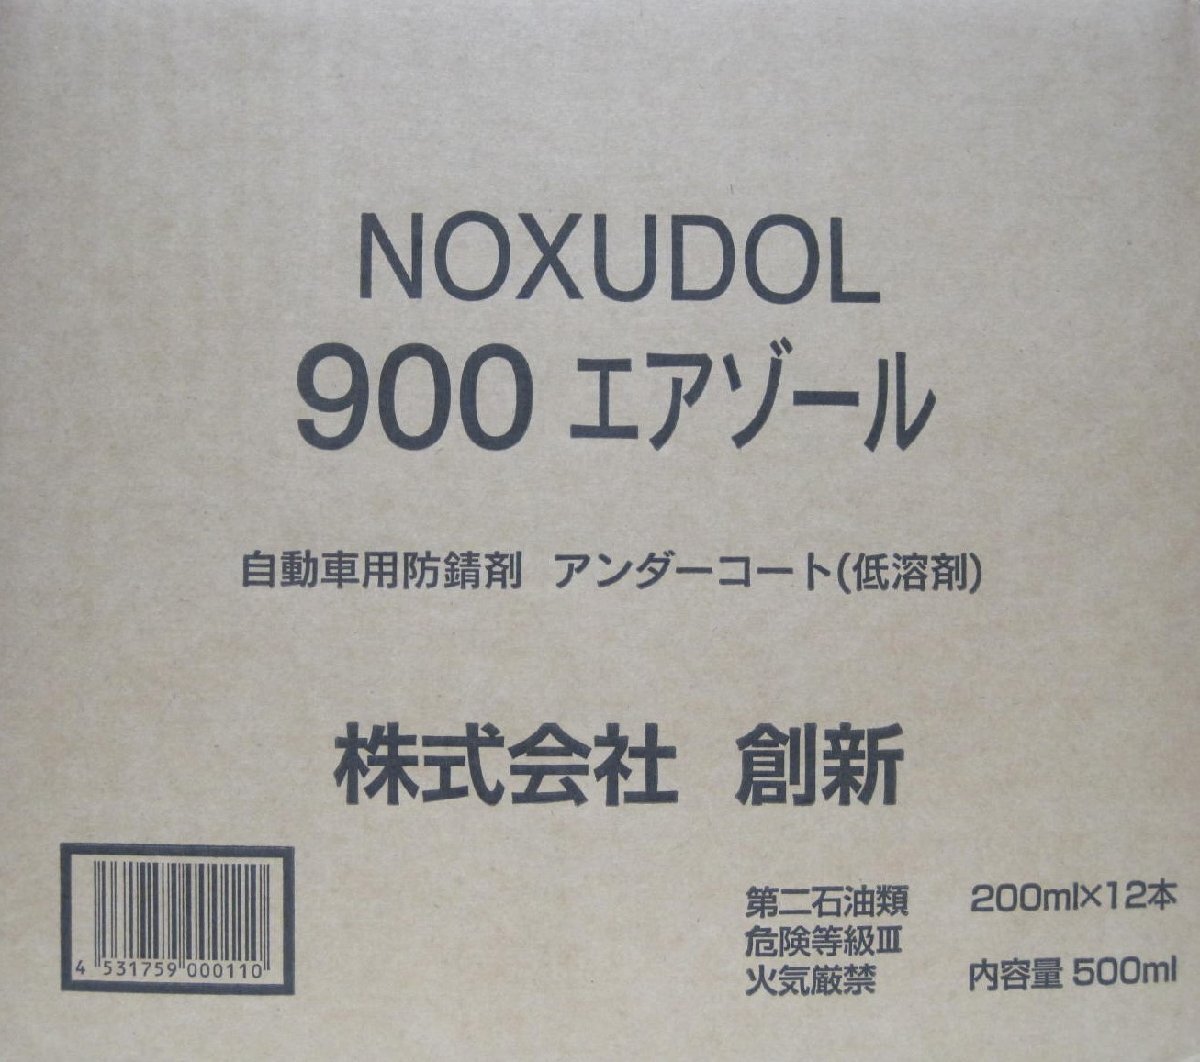 NOXUDOL
900 エアゾール
自動車用防錆剤 アンダーコート(低溶剤)
株式会社 創新
4 531759 000110
第二石油類 200ml×12本
危険等級Ⅲ
火気厳禁 内容量 500ml